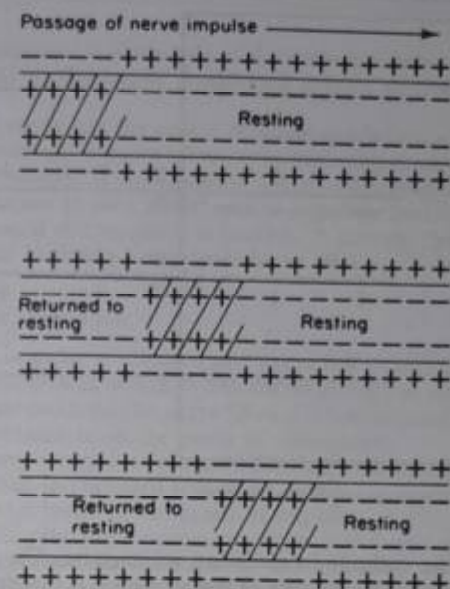 Passage of nerve impulse
– – – – + + + + + + + + + + + + + +
+ + + + – – – – – – – – – – – – – –
Resting
+ + + + – – – – – – – – – – – – – –
– – – – + + + + + + + + + + + + + +
+ + + + + – – – – + + + + + + + + +
– – – – – + + + + – – – – – – – – –
Returned to
resting
Resting
– – – – – + + + + – – – – – – – – –
+ + + + + – – – – + + + + + + + + +
+ + + + + + + + – – – – + + + + + +
– – – – – – – – + + + + – – – – – –
Returned to
resting
Resting
– – – – – – – – + + + + – – – – – –
+ + + + + + + + – – – – + + + + + +